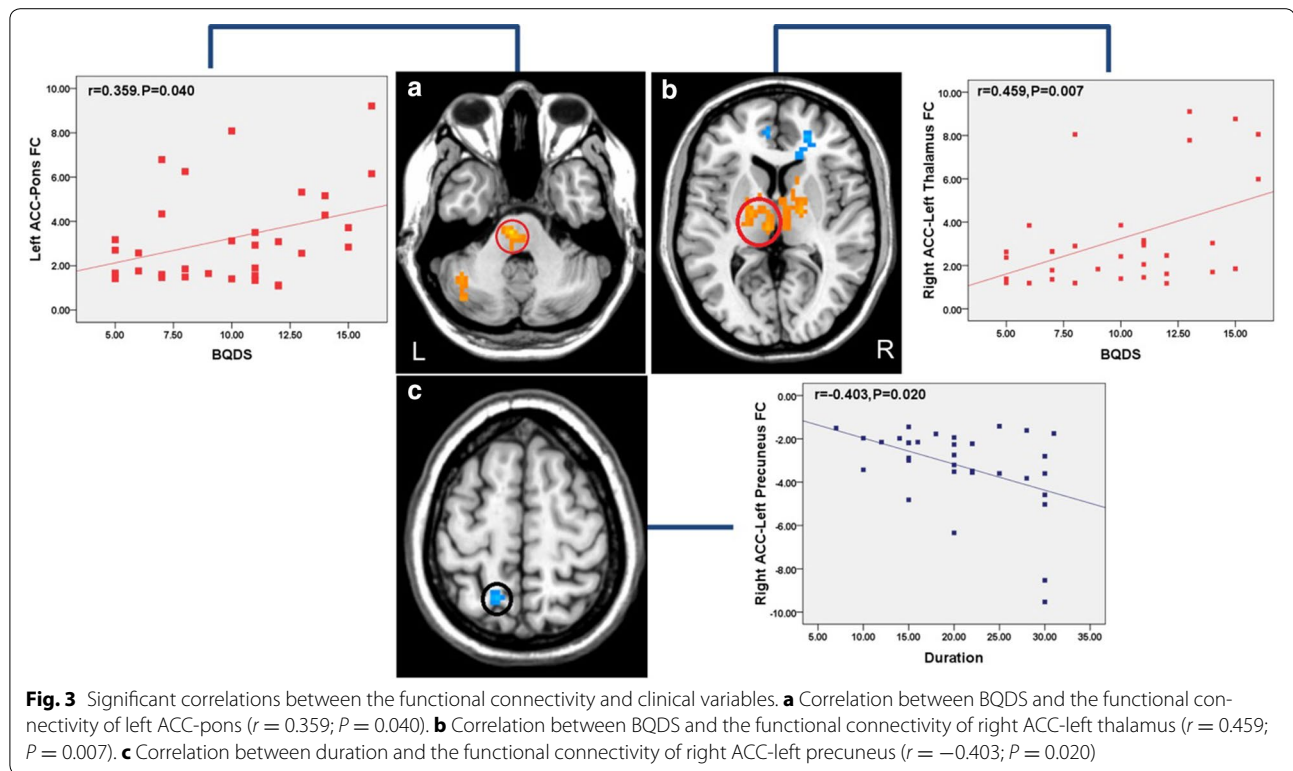 r=0.359.P=0.040
Left ACC-Pons FC
10.00
8.00
6.00
4.00
2.00
0.00
5.00 7.50 10.00 12.50 15.00
BQDS
a
L
b
R
r=0.459,P=0.007
Right ACC-Left Thalamus FC
10.00
8.00
6.00
4.00
2.00
0.00
5.00 7.50 10.00 12.50 15.00
BQDS
c
r=-0.403,P=0.020
Right ACC-Left Precuneus FC
0.00
-2.00
-4.00
-6.00
-8.00
-10.00
5.00 10.00 15.00 20.00 25.00 30.00 35.00
Duration
Fig. 3 Significant correlations between the functional connectivity and clinical variables. a Correlation between BQDS and the functional con-
nectivity of left ACC-pons (r = 0.359; P = 0.040). b Correlation between BQDS and the functional connectivity of right ACC-left thalamus (r = 0.459;
P = 0.007). c Correlation between duration and the functional connectivity of right ACC-left precuneus (r = −0.403; P = 0.020)